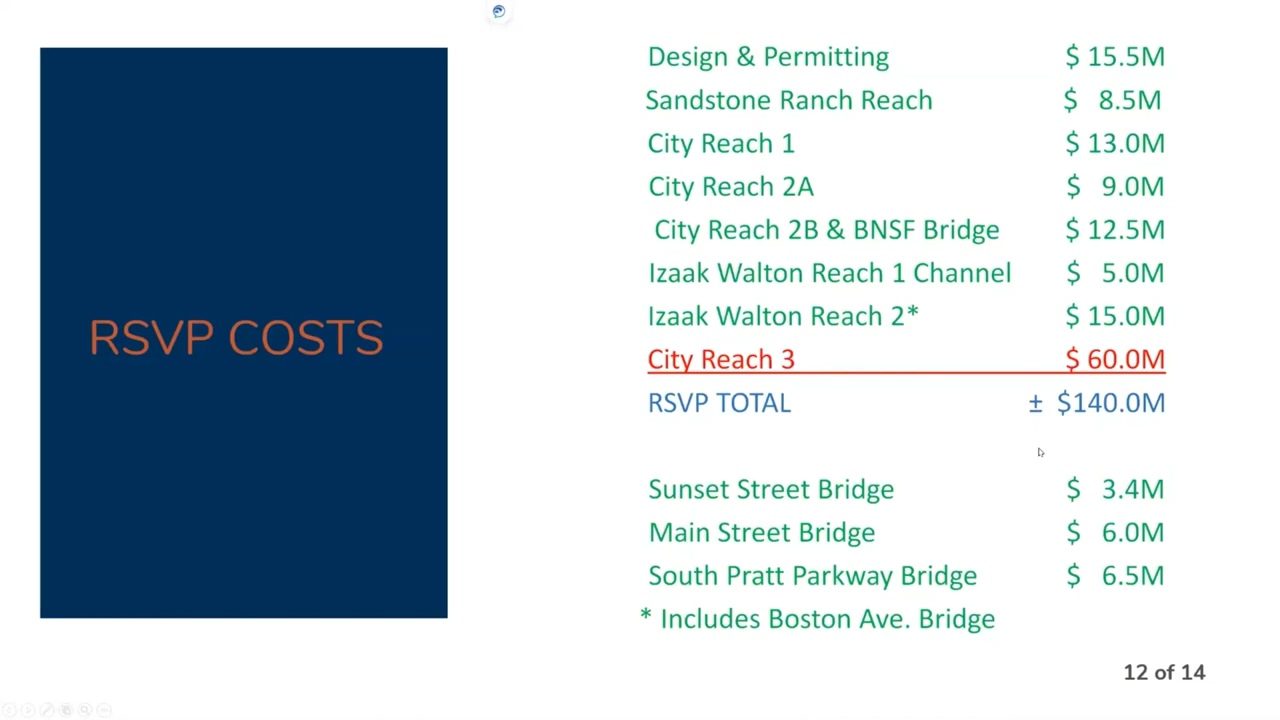 RSVP COSTS
Design & Permitting $ 15.5M
Sandstone Ranch Reach $ 8.5M
City Reach 1 $ 13.0M
City Reach 2A $ 9.0M
City Reach 2B & BNSF Bridge $ 12.5M
Izaak Walton Reach 1 Channel $ 5.0M
Izaak Walton Reach 2* $ 15.0M
City Reach 3 $ 60.0M
RSVP TOTAL ± $140.0M
Sunset Street Bridge $ 3.4M
Main Street Bridge $ 6.0M
South Pratt Parkway Bridge $ 6.5M
* Includes Boston Ave. Bridge
12 of 14